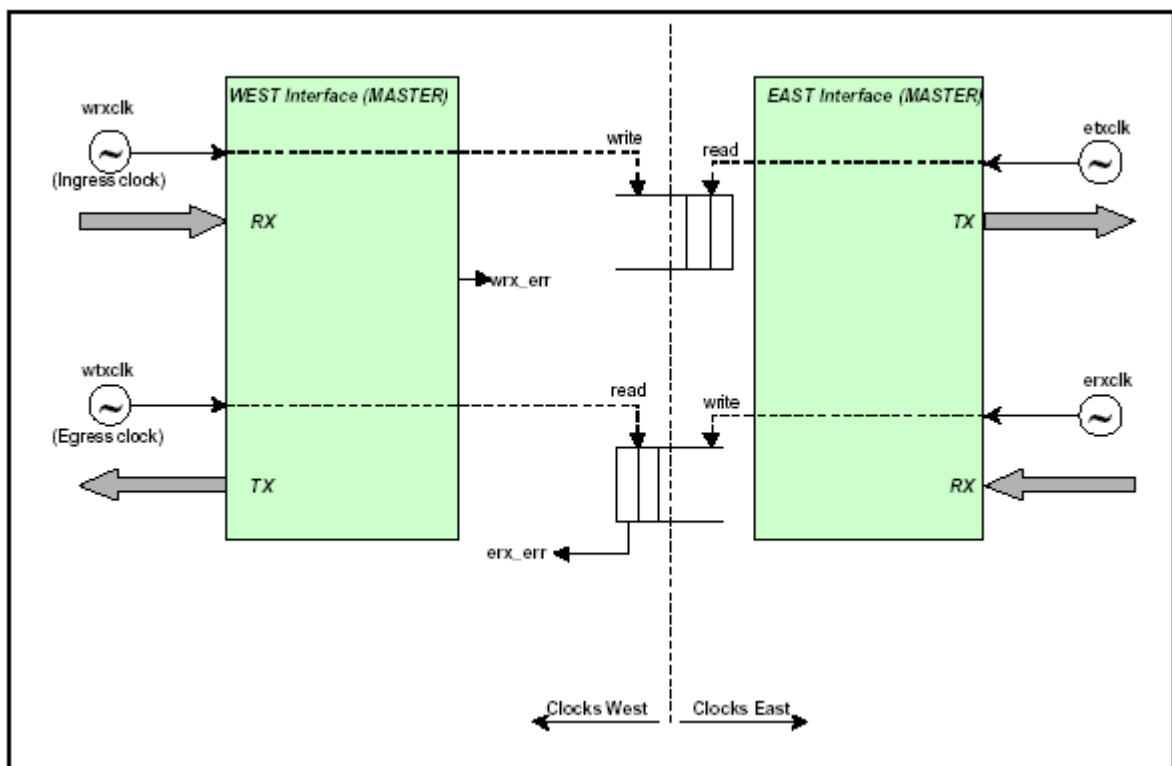 WEST Interface (MASTER)
EAST Interface (MASTER)
wrxclk
(Ingress clock)
write
read
etxclk
RX
TX
wrx_err
wtxclk
(Egress clock)
read
write
erxclk
TX
RX
erx_err
Clocks West
Clocks East